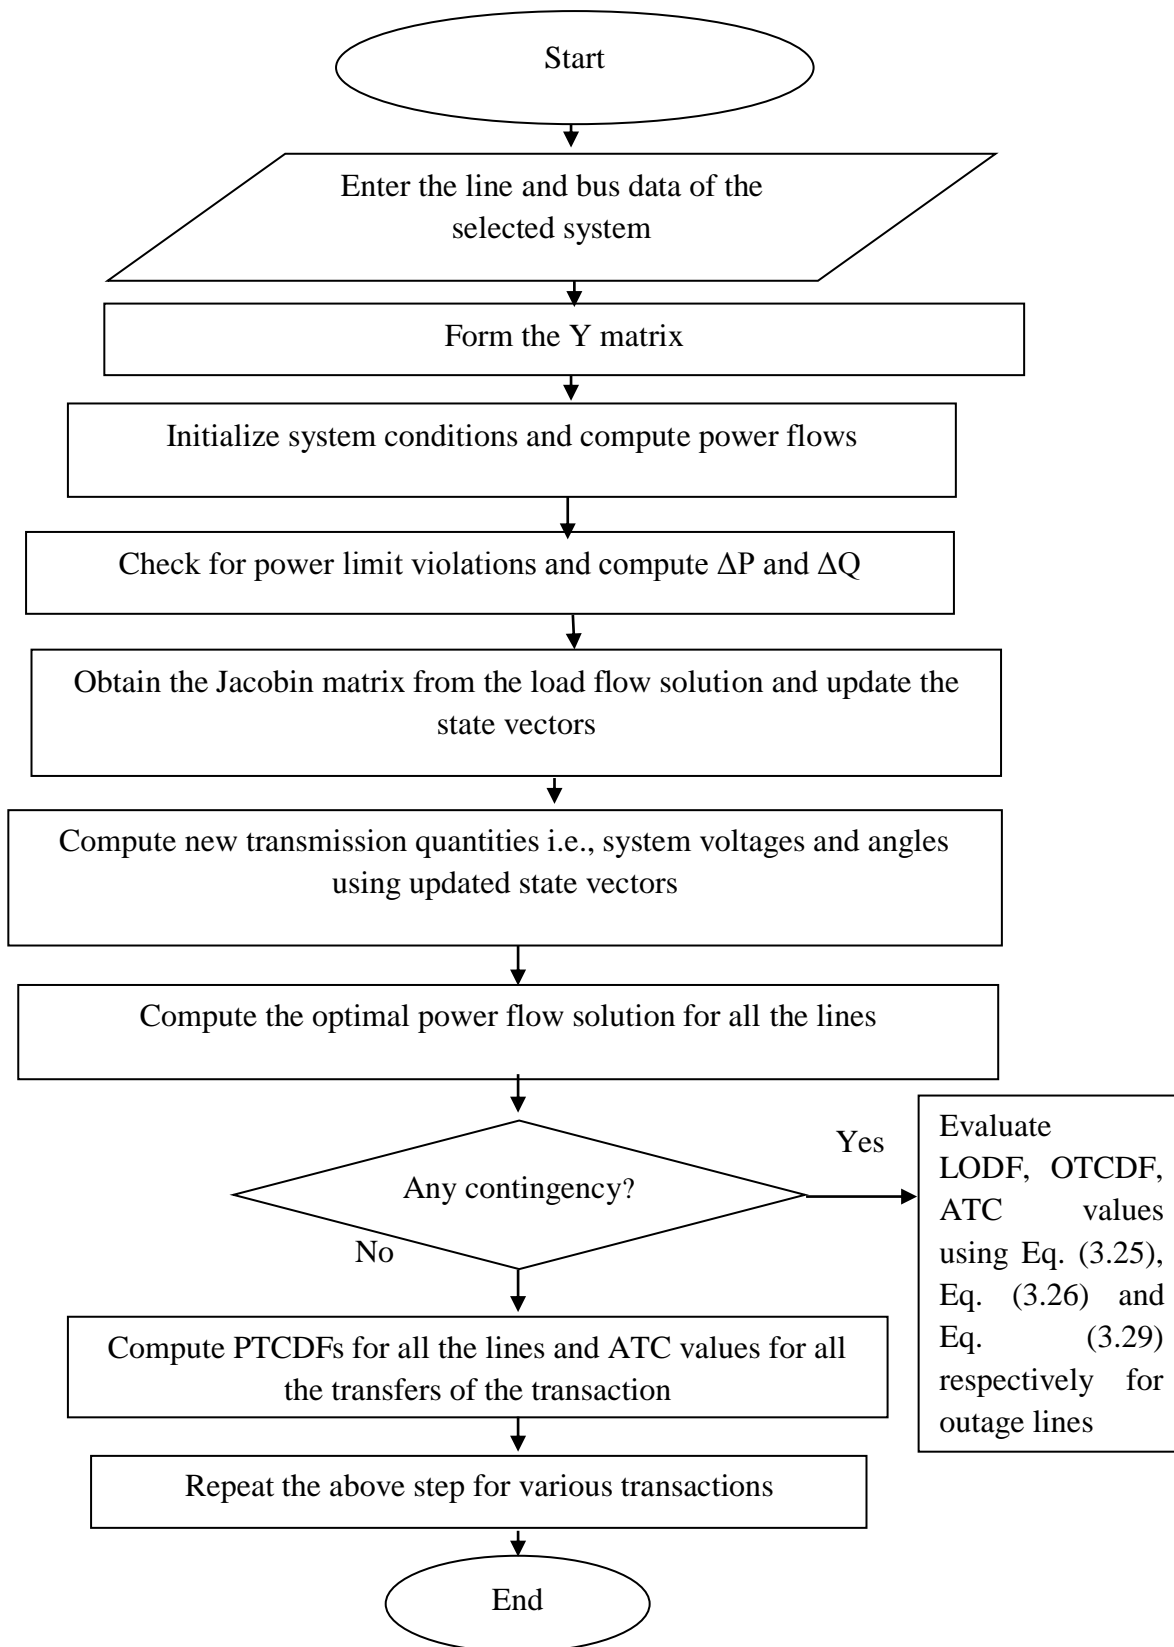 Start
Enter the line and bus data of the
selected system
Form the Y matrix
Initialize system conditions and compute power flows
Check for power limit violations and compute ΔP and ΔQ
Obtain the Jacobin matrix from the load flow solution and update the
state vectors
Compute new transmission quantities i.e., system voltages and angles
using updated state vectors
Compute the optimal power flow solution for all the lines
Any contingency?
Yes
Evaluate
LODF, OTCDF,
ATC values
using Eq. (3.25),
Eq. (3.26) and
Eq. (3.29)
respectively for
outage lines
No
Compute PTCDFs for all the lines and ATC values for all
the transfers of the transaction
Repeat the above step for various transactions
End